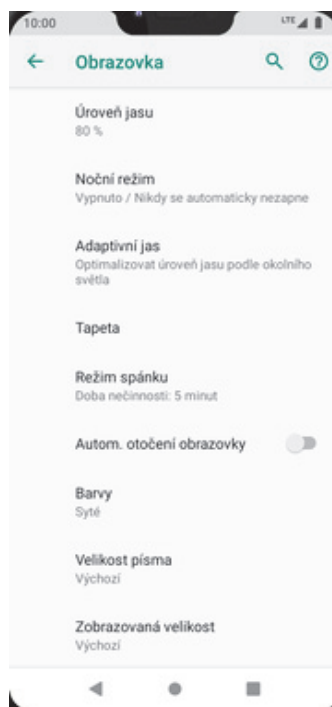 10:00
LTE
Obrazovka
Úroveň jasu
80 %
Noční režim
Vypnuto / Nikdy se automaticky nezapne
Adaptivní jas
Optimalizovat úroveň jasu podle okolního
světla
Tapeta
Režim spánku
Doba nečinnosti: 5 minut
Autom. otočení obrazovky
Barvy
Syté
Velikost písma
Výchozí
Zobrazovaná velikost
Výchozí